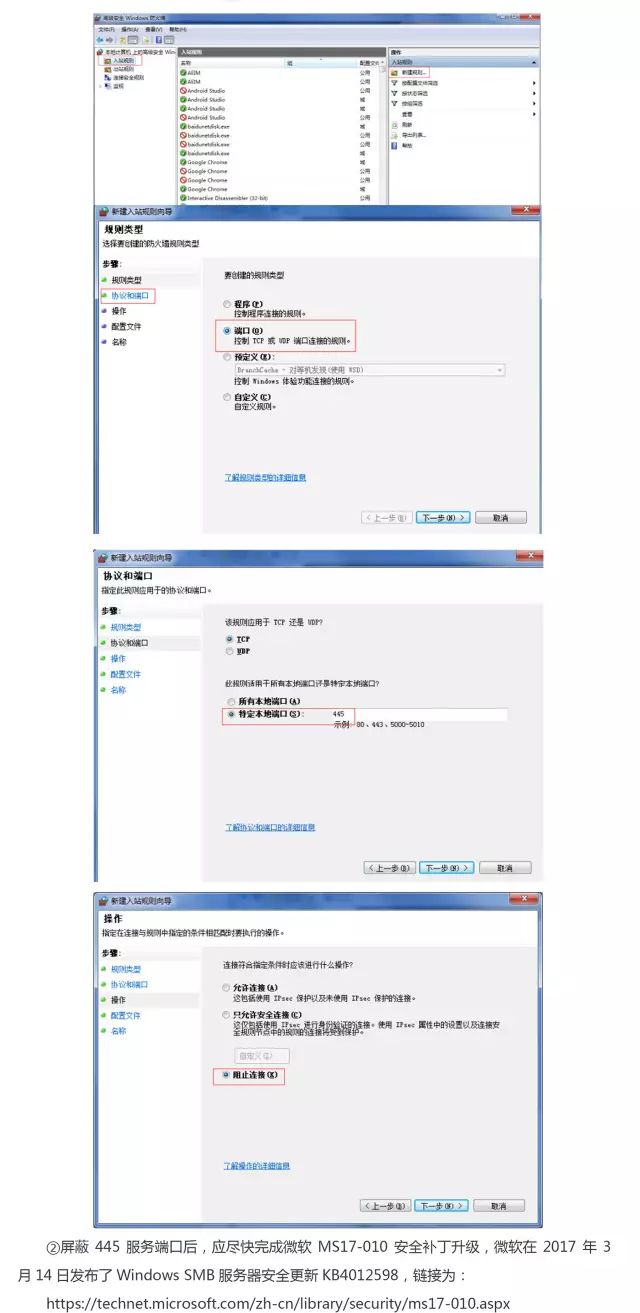 高级安全 Windows 防火墙
文件(F) 操作(A) 查看(V) 帮助(H)
本地计算机 上的高级安全 Win
入站规则
出站规则
连接安全规则
监视
入站规则
名称 组 配置文件
AliIM 公用
AliIM 公用
Android Studio 公用
Android Studio 域
Android Studio 公用
Android Studio 域
baidunetdisk.exe 域
baidunetdisk.exe 公用
baidunetdisk.exe 公用
baidunetdisk.exe 域
Google Chrome 域
Google Chrome 公用
Google Chrome 公用
Google Chrome 域
Interactive Disassembler (32-bit) 公用
操作
入站规则
新建规则...
按配置文件筛选
按状态筛选
按组筛选
查看
刷新
导出列表...
帮助
新建入站规则向导
规则类型
选择要创建的防火墙规则类型
步骤:
规则类型
协议和端口
操作
配置文件
名称
要创建的规则类型
程序(P)
控制程序连接的规则。
端口(O)
控制 TCP 或 UDP 端口连接的规则。
预定义(E):
BranchCache - 对等机发现(使用 WSD)
控制 Windows 体验功能连接的规则。
自定义(C)
自定义规则。
了解规则类型的详细信息
< 上一步(B) 下一步(N) > 取消
新建入站规则向导
协议和端口
指定此规则应用于的协议和端口。
步骤:
规则类型
协议和端口
操作
配置文件
名称
该规则应用于 TCP 还是 UDP?
TCP
UDP
此规则适用于所有本地端口还是特定本地端口?
所有本地端口(A)
特定本地端口(S): 445
示例: 80、443、5000-5010
了解协议和端口的详细信息
< 上一步(B) 下一步(N) > 取消
新建入站规则向导
操作
指定在连接与规则中指定的条件相匹配时要执行的操作。
步骤:
规则类型
协议和端口
操作
配置文件
名称
连接符合指定条件时应该进行什么操作?
允许连接(A)
这包括使用 IPsec 保护以及未使用 IPsec 保护的连接。
只允许安全连接(C)
这仅包括使用 IPsec 进行身份验证的连接。使用 IPsec 属性中的设置以及连接安
全规则节点中的规则的连接将受到保护。
自定义(Z)
阻止连接(K)
了解操作的详细信息
< 上一步(B) 下一步(N) > 取消
②屏蔽 445 服务端口后，应尽快完成微软 MS17-010 安全补丁升级，微软在 2017 年 3
月 14 日发布了 Windows SMB 服务器安全更新 KB4012598，链接为：
https://technet.microsoft.com/zh-cn/library/security/ms17-010.aspx